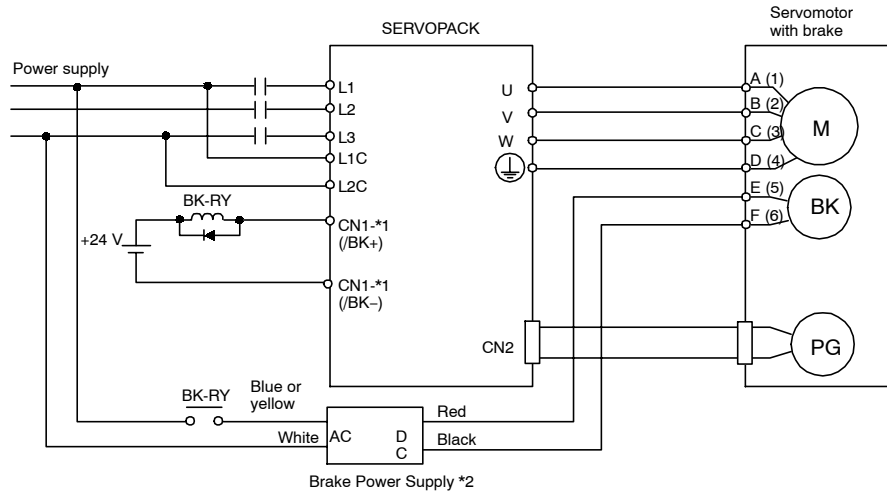 SERVOPACK
Servomotor
with brake
Power supply
L1
L2
L3
L1C
L2C
U
V
W
A (1)
B (2)
C (3)
D (4)
M
E (5)
F (6)
BK
BK-RY
+24 V
CN1-*1
(/BK+)
CN1-*1
(/BK−)
CN2
PG
BK-RY
Blue or
yellow
White
AC
D
C
Red
Black
Brake Power Supply *2